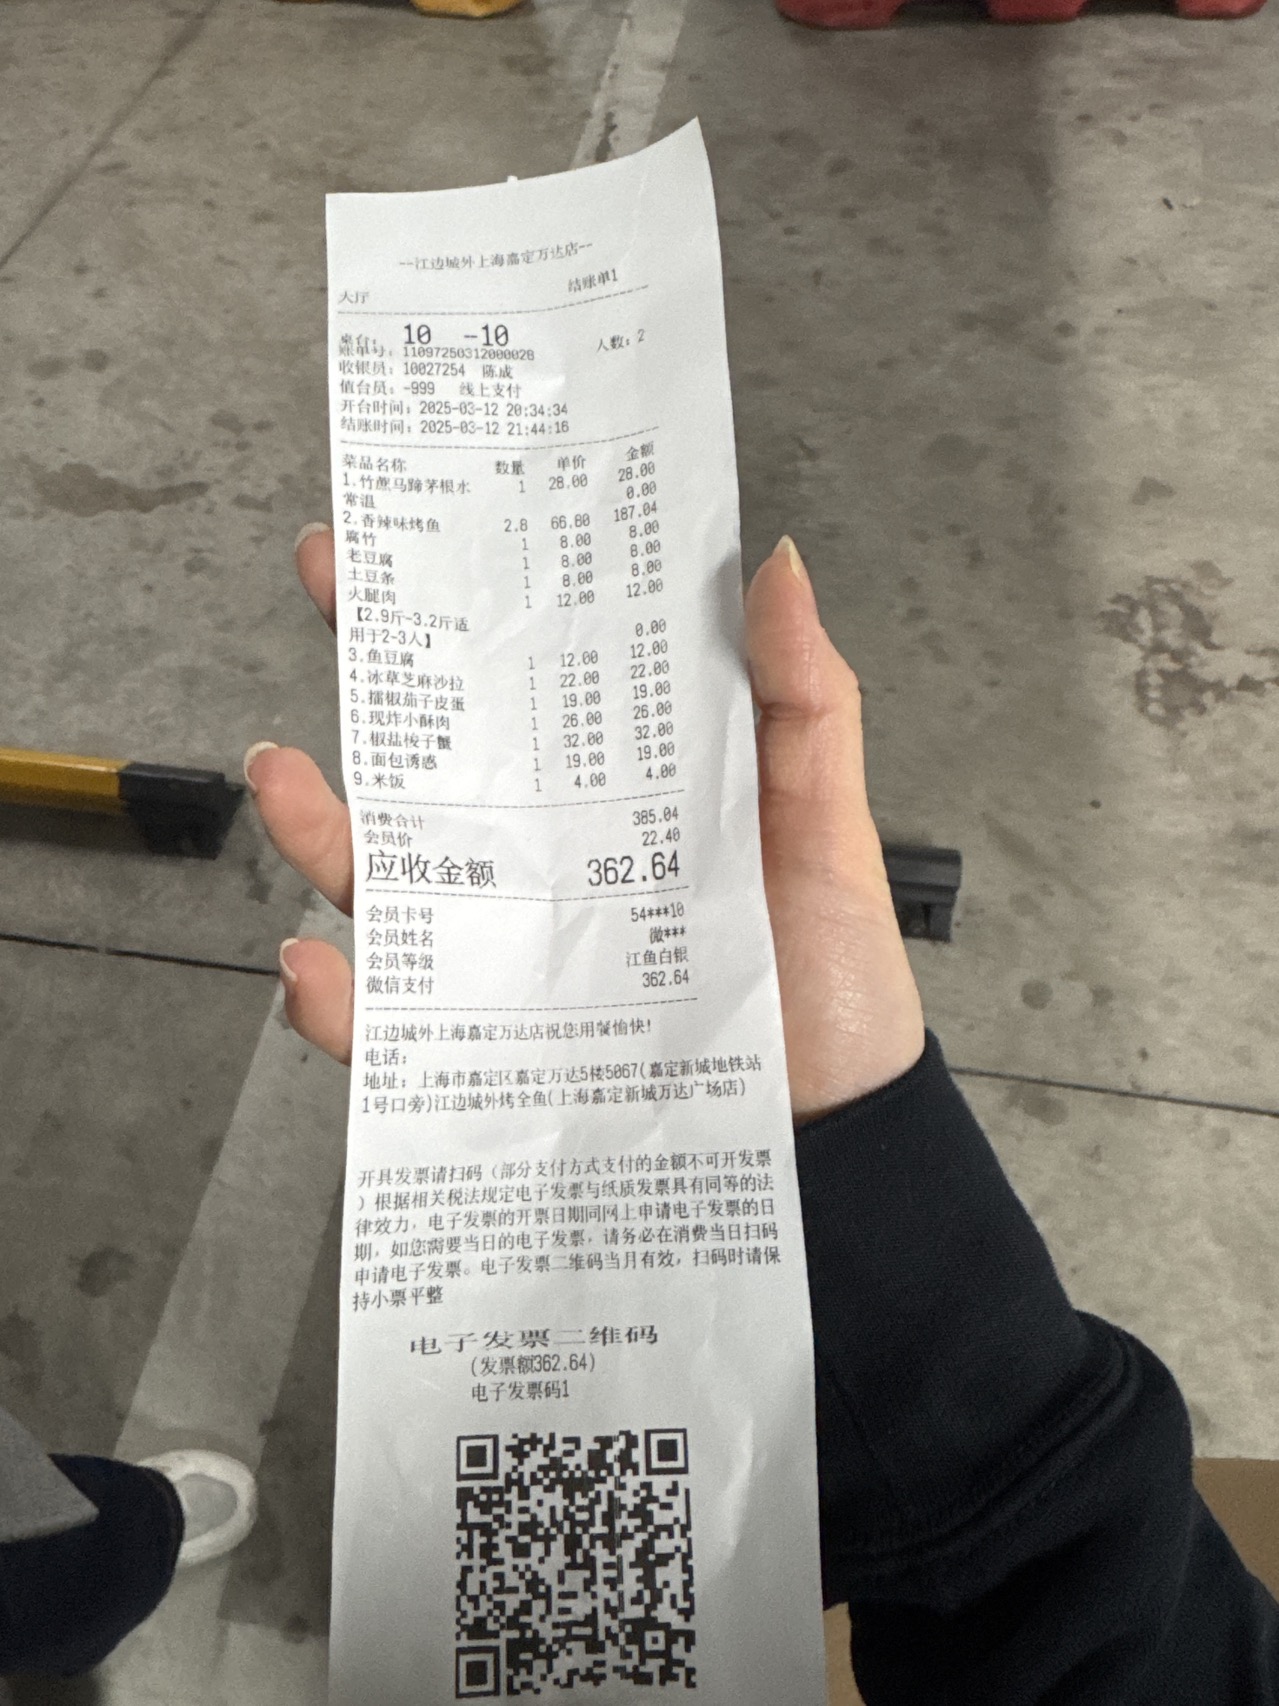 --江边城外上海嘉定万达店--
结账单1
大厅
桌台: 10 -10 人数: 2
账单号: 11097250312000028
收银员: 10027254 陈成
值台员: -999 线上支付
开台时间: 2025-03-12 20:34:34
结账时间: 2025-03-12 21:44:16
菜品名称 数量 单价 金额
1.竹蔗马蹄茅根水 1 28.00 28.00
常温 0.00
2.香辣味烤鱼 2.8 66.80 187.04
腐竹 1 8.00 8.00
老豆腐 1 8.00 8.00
土豆条 1 8.00 8.00
火腿肉 1 12.00 12.00
【2.9斤-3.2斤适
用于2-3人】 0.00
3.鱼豆腐 1 12.00 12.00
4.冰草芝麻沙拉 1 22.00 22.00
5.擂椒茄子皮蛋 1 19.00 19.00
6.现炸小酥肉 1 26.00 26.00
7.椒盐梭子蟹 1 32.00 32.00
8.面包诱惑 1 19.00 19.00
9.米饭 1 4.00 4.00
消费合计 385.04
会员价 22.40
应收金额 362.64
会员卡号 54***10
会员姓名 微***
会员等级 江鱼白银
微信支付 362.64
江边城外上海嘉定万达店祝您用餐愉快!
电话:
地址: 上海市嘉定区嘉定万达5楼5067(嘉定新城地铁站
1号口旁)江边城外烤全鱼(上海嘉定新城万达广场店)
开具发票请扫码（部分支付方式支付的金额不可开发票
）根据相关税法规定电子发票与纸质发票具有同等的法
律效力，电子发票的开票日期同网上申请电子发票的日
期，如您需要当日的电子发票，请务必在消费当日扫码
申请电子发票。电子发票二维码当月有效，扫码时请保
持小票平整
电子发票二维码
(发票额362.64)
电子发票码1